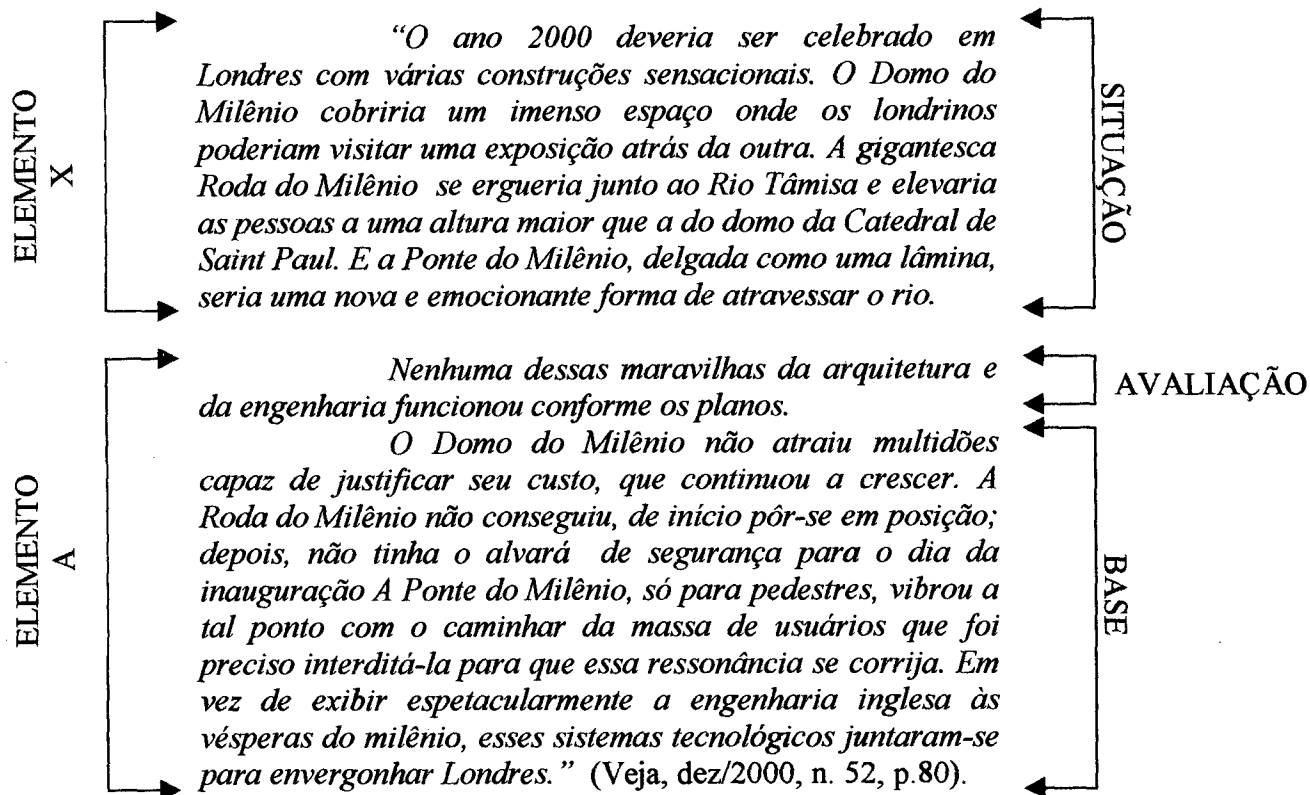 ELEMENTO
X
"O ano 2000 deveria ser celebrado em
Londres com várias construções sensacionais. O Domo do
Milênio cobriria um imenso espaço onde os londrinos
poderiam visitar uma exposição atrás da outra. A gigantesca
Roda do Milênio se ergueria junto ao Rio Tâmisa e elevaria
as pessoas a uma altura maior que a do domo da Catedral de
Saint Paul. E a Ponte do Milênio, delgada como uma lâmina,
seria uma nova e emocionante forma de atravessar o rio.
SITUAÇÃO
ELEMENTO
A
Nenhuma dessas maravilhas da arquitetura e
da engenharia funcionou conforme os planos.
AVALIAÇÃO
O Domo do Milênio não atraiu multidões
capaz de justificar seu custo, que continuou a crescer. A
Roda do Milênio não conseguiu, de início pôr-se em posição;
depois, não tinha o alvará de segurança para o dia da
inauguração A Ponte do Milênio, só para pedestres, vibrou a
tal ponto com o caminhar da massa de usuários que foi
preciso interditá-la para que essa ressonância se corrija. Em
vez de exibir espetacularmente a engenharia inglesa às
vésperas do milênio, esses sistemas tecnológicos juntaram-se
para envergonhar Londres." (Veja, dez/2000, n. 52, p.80).
BASE